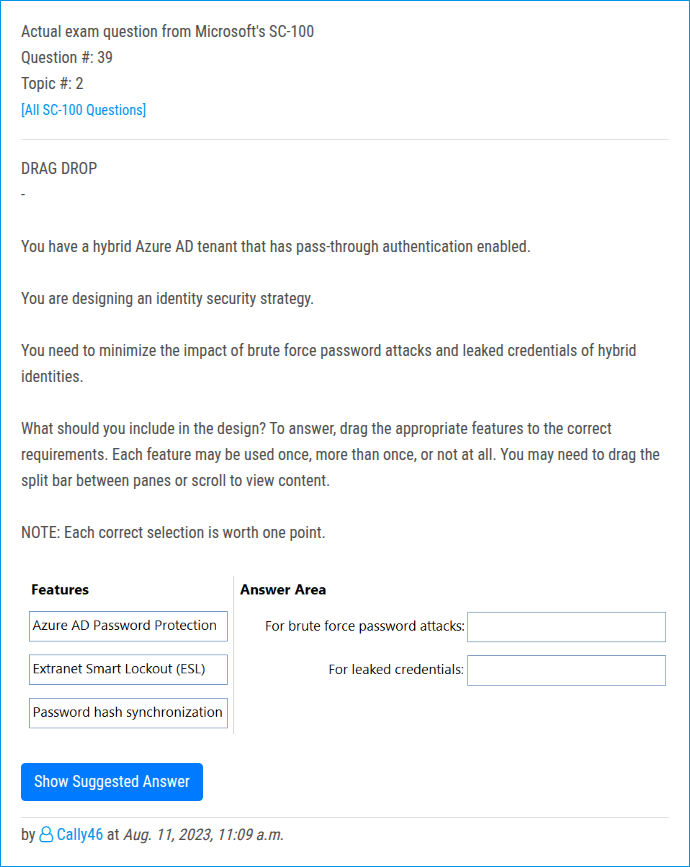 Actual exam question from Microsoft's SC-100
Question #: 39
Topic #: 2
[All SC-100 Questions]
DRAG DROP
-
You have a hybrid Azure AD tenant that has pass-through authentication enabled.
You are designing an identity security strategy.
You need to minimize the impact of brute force password attacks and leaked credentials of hybrid
identities.
What should you include in the design? To answer, drag the appropriate features to the correct
requirements. Each feature may be used once, more than once, or not at all. You may need to drag the
split bar between panes or scroll to view content.
NOTE: Each correct selection is worth one point.
Features
Azure AD Password Protection
Extranet Smart Lockout (ESL)
Password hash synchronization
Answer Area
For brute force password attacks:
For leaked credentials:
Show Suggested Answer
by Cally46 at Aug. 11, 2023, 11:09 a.m.